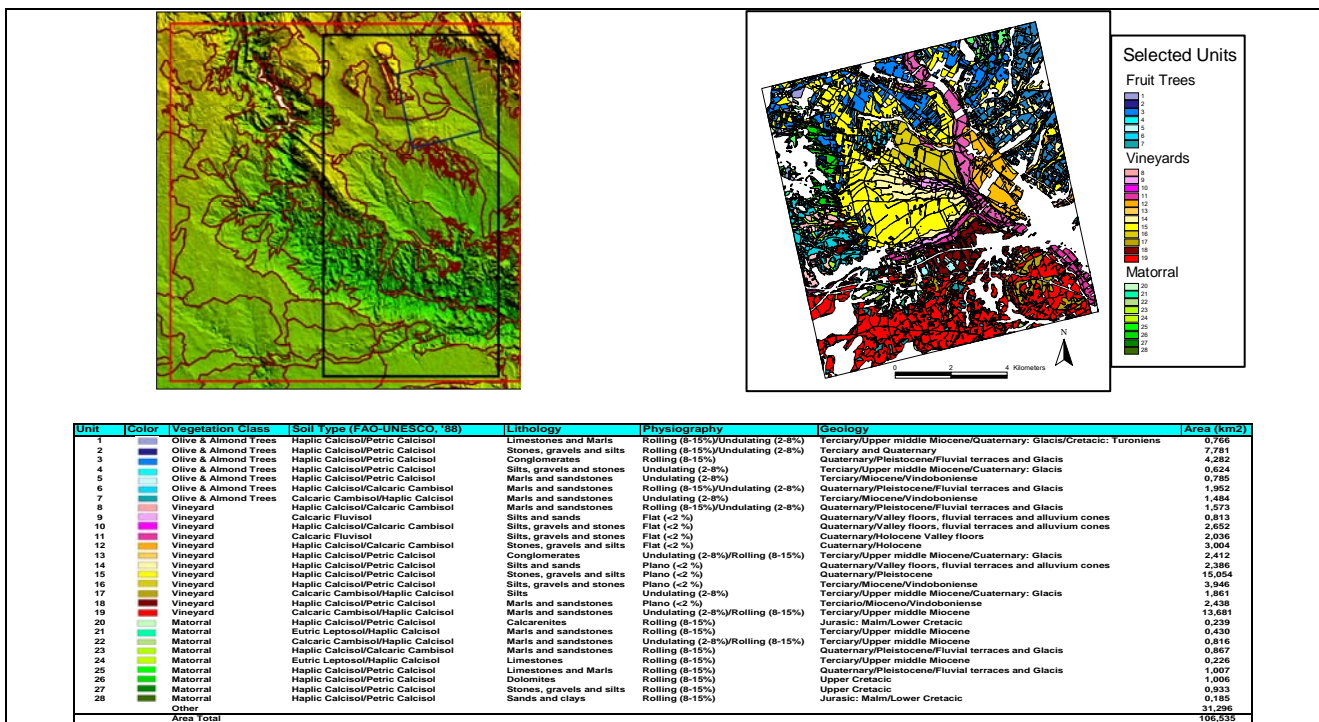 Selected Units
Fruit Trees
1
2
3
4
5
6
7
Vineyards
8
9
10
11
12
13
14
15
16
17
18
19
Matorral
20
21
22
23
24
25
26
27
28
N
0 2 4 Kilometers
Unit Color Vegetation Class Soil Type (FAO-UNESCO, '88) Lithology Physiography Geology Area (km2)
1 Olive & Almond Trees Haplic Calcisol/Petric Calcisol Limestones and Marls Rolling (8-15%)/Undulating (2-8%) Terciary/Upper middle Miocene/Quaternary: Glacis/Cretacic: Turoniens 0,766
2 Olive & Almond Trees Haplic Calcisol/Petric Calcisol Stones, gravels and silts Rolling (8-15%)/Undulating (2-8%) Terciary and Quaternary 7,781
3 Olive & Almond Trees Haplic Calcisol/Petric Calcisol Conglomerates Rolling (8-15%) Quaternary/Pleistocene/Fluvial terraces and Glacis 4,282
4 Olive & Almond Trees Haplic Calcisol/Petric Calcisol Silts, gravels and stones Undulating (2-8%) Terciary/Upper middle Miocene/Cuaternary: Glacis 0,624
5 Olive & Almond Trees Haplic Calcisol/Petric Calcisol Marls and sandstones Undulating (2-8%) Terciary/Miocene/Vindoboniense 0,785
6 Olive & Almond Trees Haplic Calcisol/Calcaric Cambisol Marls and sandstones Rolling (8-15%)/Undulating (2-8%) Quaternary/Pleistocene/Fluvial terraces and Glacis 1,952
7 Olive & Almond Trees Calcaric Cambisol/Haplic Calcisol Marls and sandstones Undulating (2-8%) Terciary/Miocene/Vindoboniense 1,484
8 Vineyard Haplic Calcisol/Calcaric Cambisol Marls and sandstones Rolling (8-15%)/Undulating (2-8%) Quaternary/Pleistocene/Fluvial terraces and Glacis 1,573
9 Vineyard Calcaric Fluvisol Silts and sands Flat (<2 %) Quaternary/Valley floors, fluvial terraces and alluvium cones 0,813
10 Vineyard Haplic Calcisol/Calcaric Cambisol Silts, gravels and stones Flat (<2 %) Quaternary/Valley floors, fluvial terraces and alluvium cones 2,652
11 Vineyard Calcaric Fluvisol Silts, gravels and stones Flat (<2 %) Cuaternary/Holocene Valley floors 2,036
12 Vineyard Haplic Calcisol/Calcaric Cambisol Stones, gravels and silts Flat (<2 %) Cuaternary/Holocene 3,004
13 Vineyard Haplic Calcisol/Petric Calcisol Conglomerates Undulating (2-8%)/Rolling (8-15%) Terciary/Upper middle Miocene/Cuaternary: Glacis 2,412
14 Vineyard Haplic Calcisol/Petric Calcisol Silts and sands Plano (<2 %) Quaternary/Valley floors, fluvial terraces and alluvium cones 2,386
15 Vineyard Haplic Calcisol/Petric Calcisol Stones, gravels and silts Plano (<2 %) Quaternary/Pleistocene 15,054
16 Vineyard Haplic Calcisol/Petric Calcisol Silts, gravels and stones Plano (<2 %) Terciary/Miocene/Vindoboniense 3,946
17 Vineyard Calcaric Cambisol/Haplic Calcisol Silts Undulating (2-8%) Terciary/Upper middle Miocene/Cuaternary: Glacis 1,861
18 Vineyard Haplic Calcisol/Petric Calcisol Marls and sandstones Plano (<2 %) Terciario/Mioceno/Vindoboniense 2,438
19 Vineyard Calcaric Cambisol/Haplic Calcisol Marls and sandstones Undulating (2-8%)/Rolling (8-15%) Terciary/Upper middle Miocene 13,681
20 Matorral Haplic Calcisol/Petric Calcisol Calcarenites Rolling (8-15%) Jurasic: Malm/Lower Cretacic 0,239
21 Matorral Eutric Leptosol/Haplic Calcisol Marls and sandstones Rolling (8-15%) Terciary/Upper middle Miocene 0,430
22 Matorral Calcaric Cambisol/Haplic Calcisol Marls and sandstones Undulating (2-8%)/Rolling (8-15%) Terciary/Upper middle Miocene 0,816
23 Matorral Haplic Calcisol/Calcaric Cambisol Marls and sandstones Rolling (8-15%) Quaternary/Pleistocene/Fluvial terraces and Glacis 0,867
24 Matorral Eutric Leptosol/Haplic Calcisol Limestones Rolling (8-15%) Terciary/Upper middle Miocene 0,226
25 Matorral Haplic Calcisol/Petric Calcisol Limestones and Marls Rolling (8-15%) Quaternary/Pleistocene/Fluvial terraces and Glacis 1,007
26 Matorral Haplic Calcisol/Petric Calcisol Dolomites Rolling (8-15%) Upper Cretacic 1,006
27 Matorral Haplic Calcisol/Petric Calcisol Stones, gravels and silts Rolling (8-15%) Upper Cretacic 0,933
28 Matorral Haplic Calcisol/Petric Calcisol Sands and clays Rolling (8-15%) Jurasic: Malm/Lower Cretacic 0,185
Other 31,296
Area Total 106,535